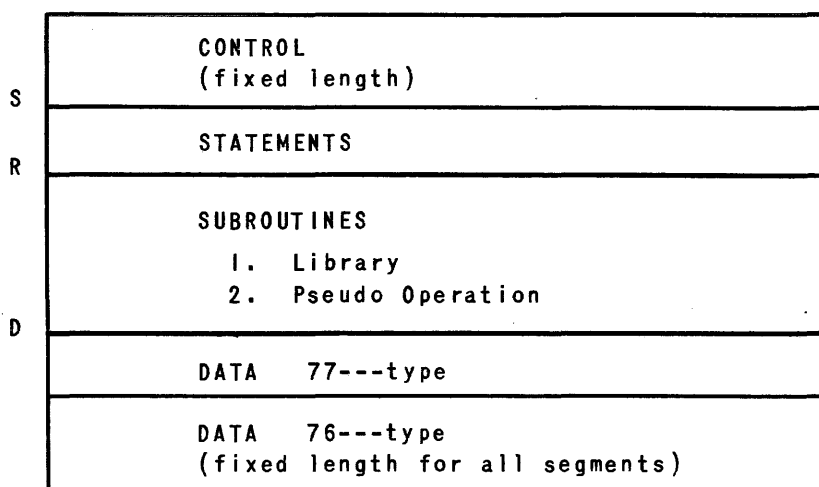 CONTROL
(fixed length)
S
STATEMENTS
R
SUBROUTINES
1. Library
2. Pseudo Operation
D
DATA 77---type
DATA 76---type
(fixed length for all segments)